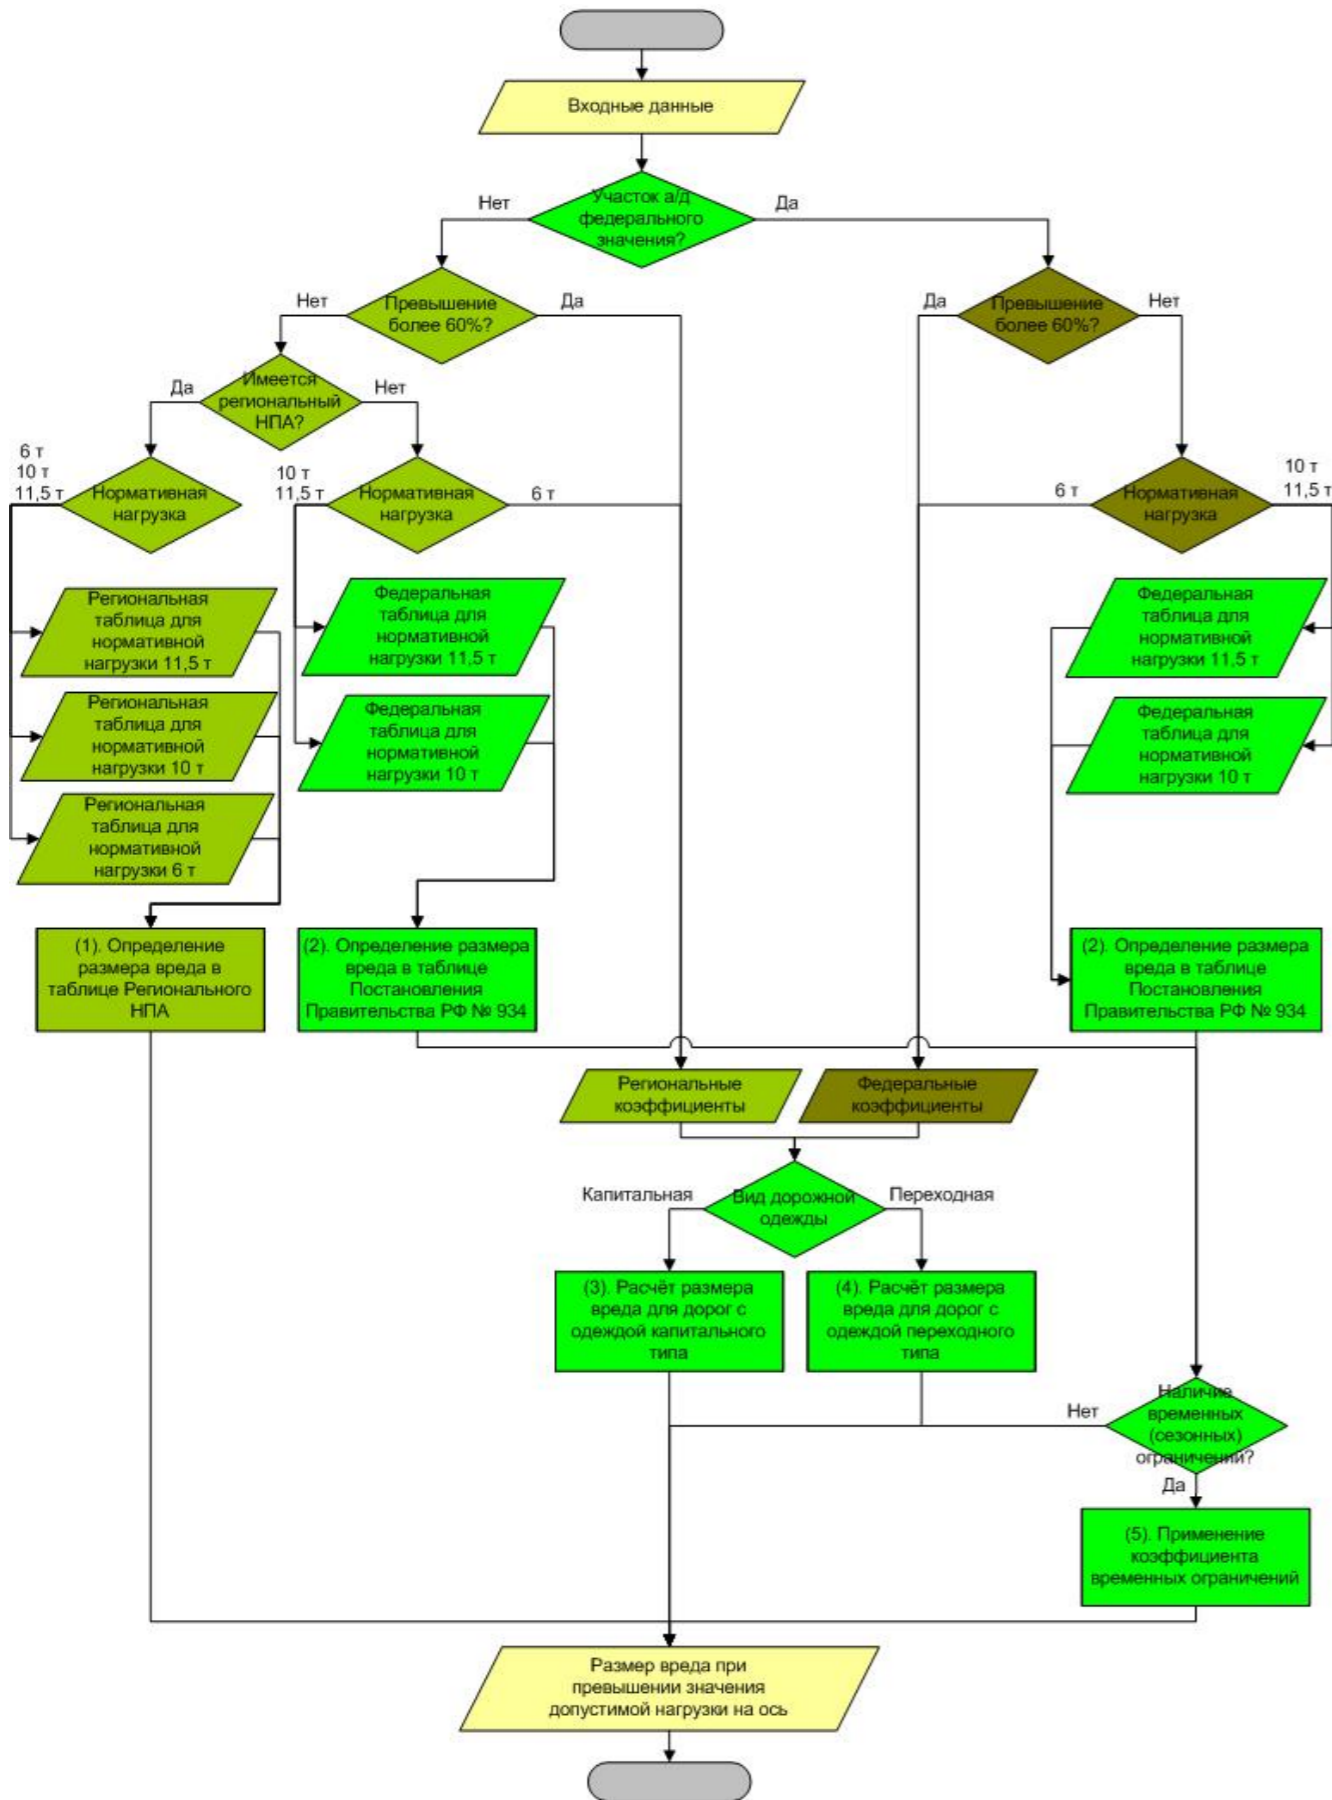 Входные данные
Участок а/д
федерального
значения?
Нет
Да
Превышение
более 60%?
Нет
Да
Превышение
более 60%?
Да
Нет
Имеется
региональный
НПА?
Да
Нет
6 т
10 т
11,5 т
Нормативная
нагрузка
10 т
11,5 т
Нормативная
нагрузка
6 т
6 т
Нормативная
нагрузка
10 т
11,5 т
Региональная
таблица для
нормативной
нагрузки 11,5 т
Федеральная
таблица для
нормативной
нагрузки 11,5 т
Федеральная
таблица для
нормативной
нагрузки 11,5 т
Региональная
таблица для
нормативной
нагрузки 10 т
Федеральная
таблица для
нормативной
нагрузки 10 т
Федеральная
таблица для
нормативной
нагрузки 10 т
Региональная
таблица для
нормативной
нагрузки 6 т
(1). Определение
размера вреда в
таблице Регионального
НПА
(2). Определение размера
вреда в таблице
Постановления
Правительства РФ № 934
(2). Определение размера
вреда в таблице
Постановления
Правительства РФ № 934
Региональные
коэффициенты
Федеральные
коэффициенты
Капитальная
Вид дорожной
одежды
Переходная
(3). Расчёт размера
вреда для дорог с
одеждой капитального
типа
(4). Расчёт размера
вреда для дорог с
одеждой переходного
типа
Нет
Наличие
временных
(сезонных)
ограничений?
Да
(5). Применение
коэффициента
временных ограничений
Размер вреда при
превышении значения
допустимой нагрузки на ось